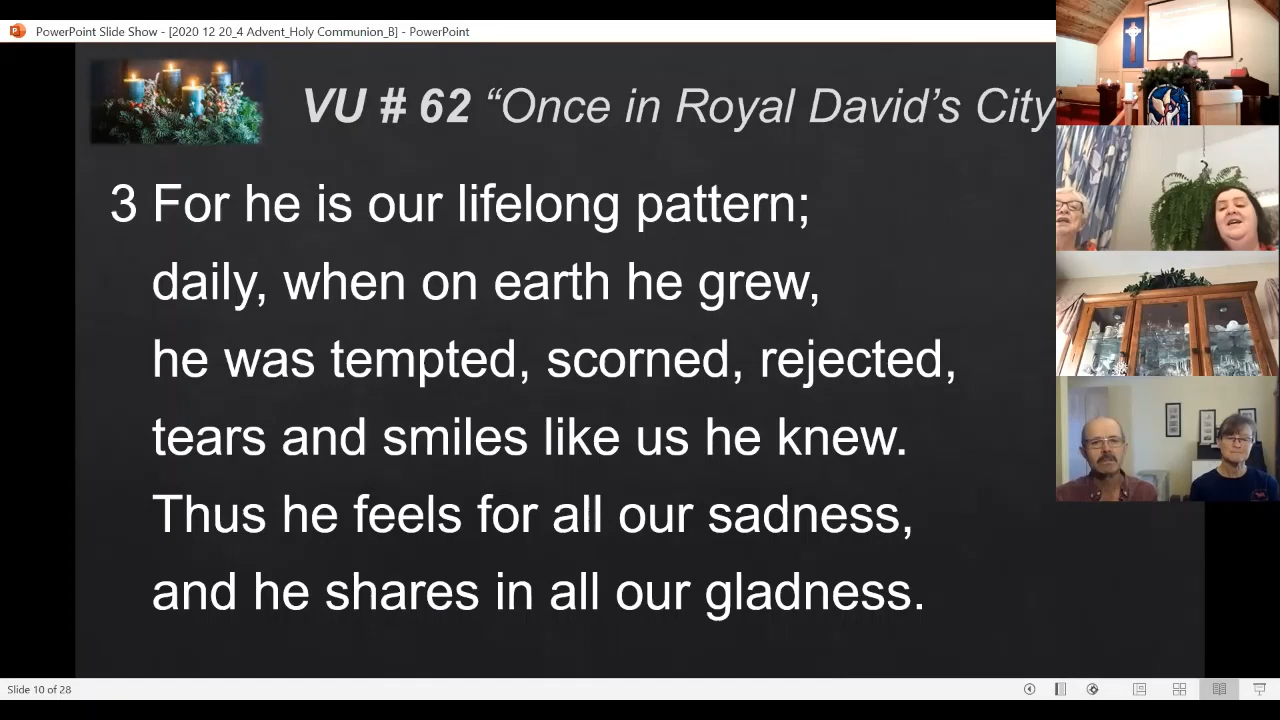 PowerPoint Slide Show - [2020 12 20_4 Advent_Holy Communion_B] - PowerPoint
VU # 62 “Once in Royal David’s City
3 For he is our lifelong pattern;
daily, when on earth he grew,
he was tempted, scorned, rejected,
tears and smiles like us he knew.
Thus he feels for all our sadness,
and he shares in all our gladness.
Slide 10 of 28